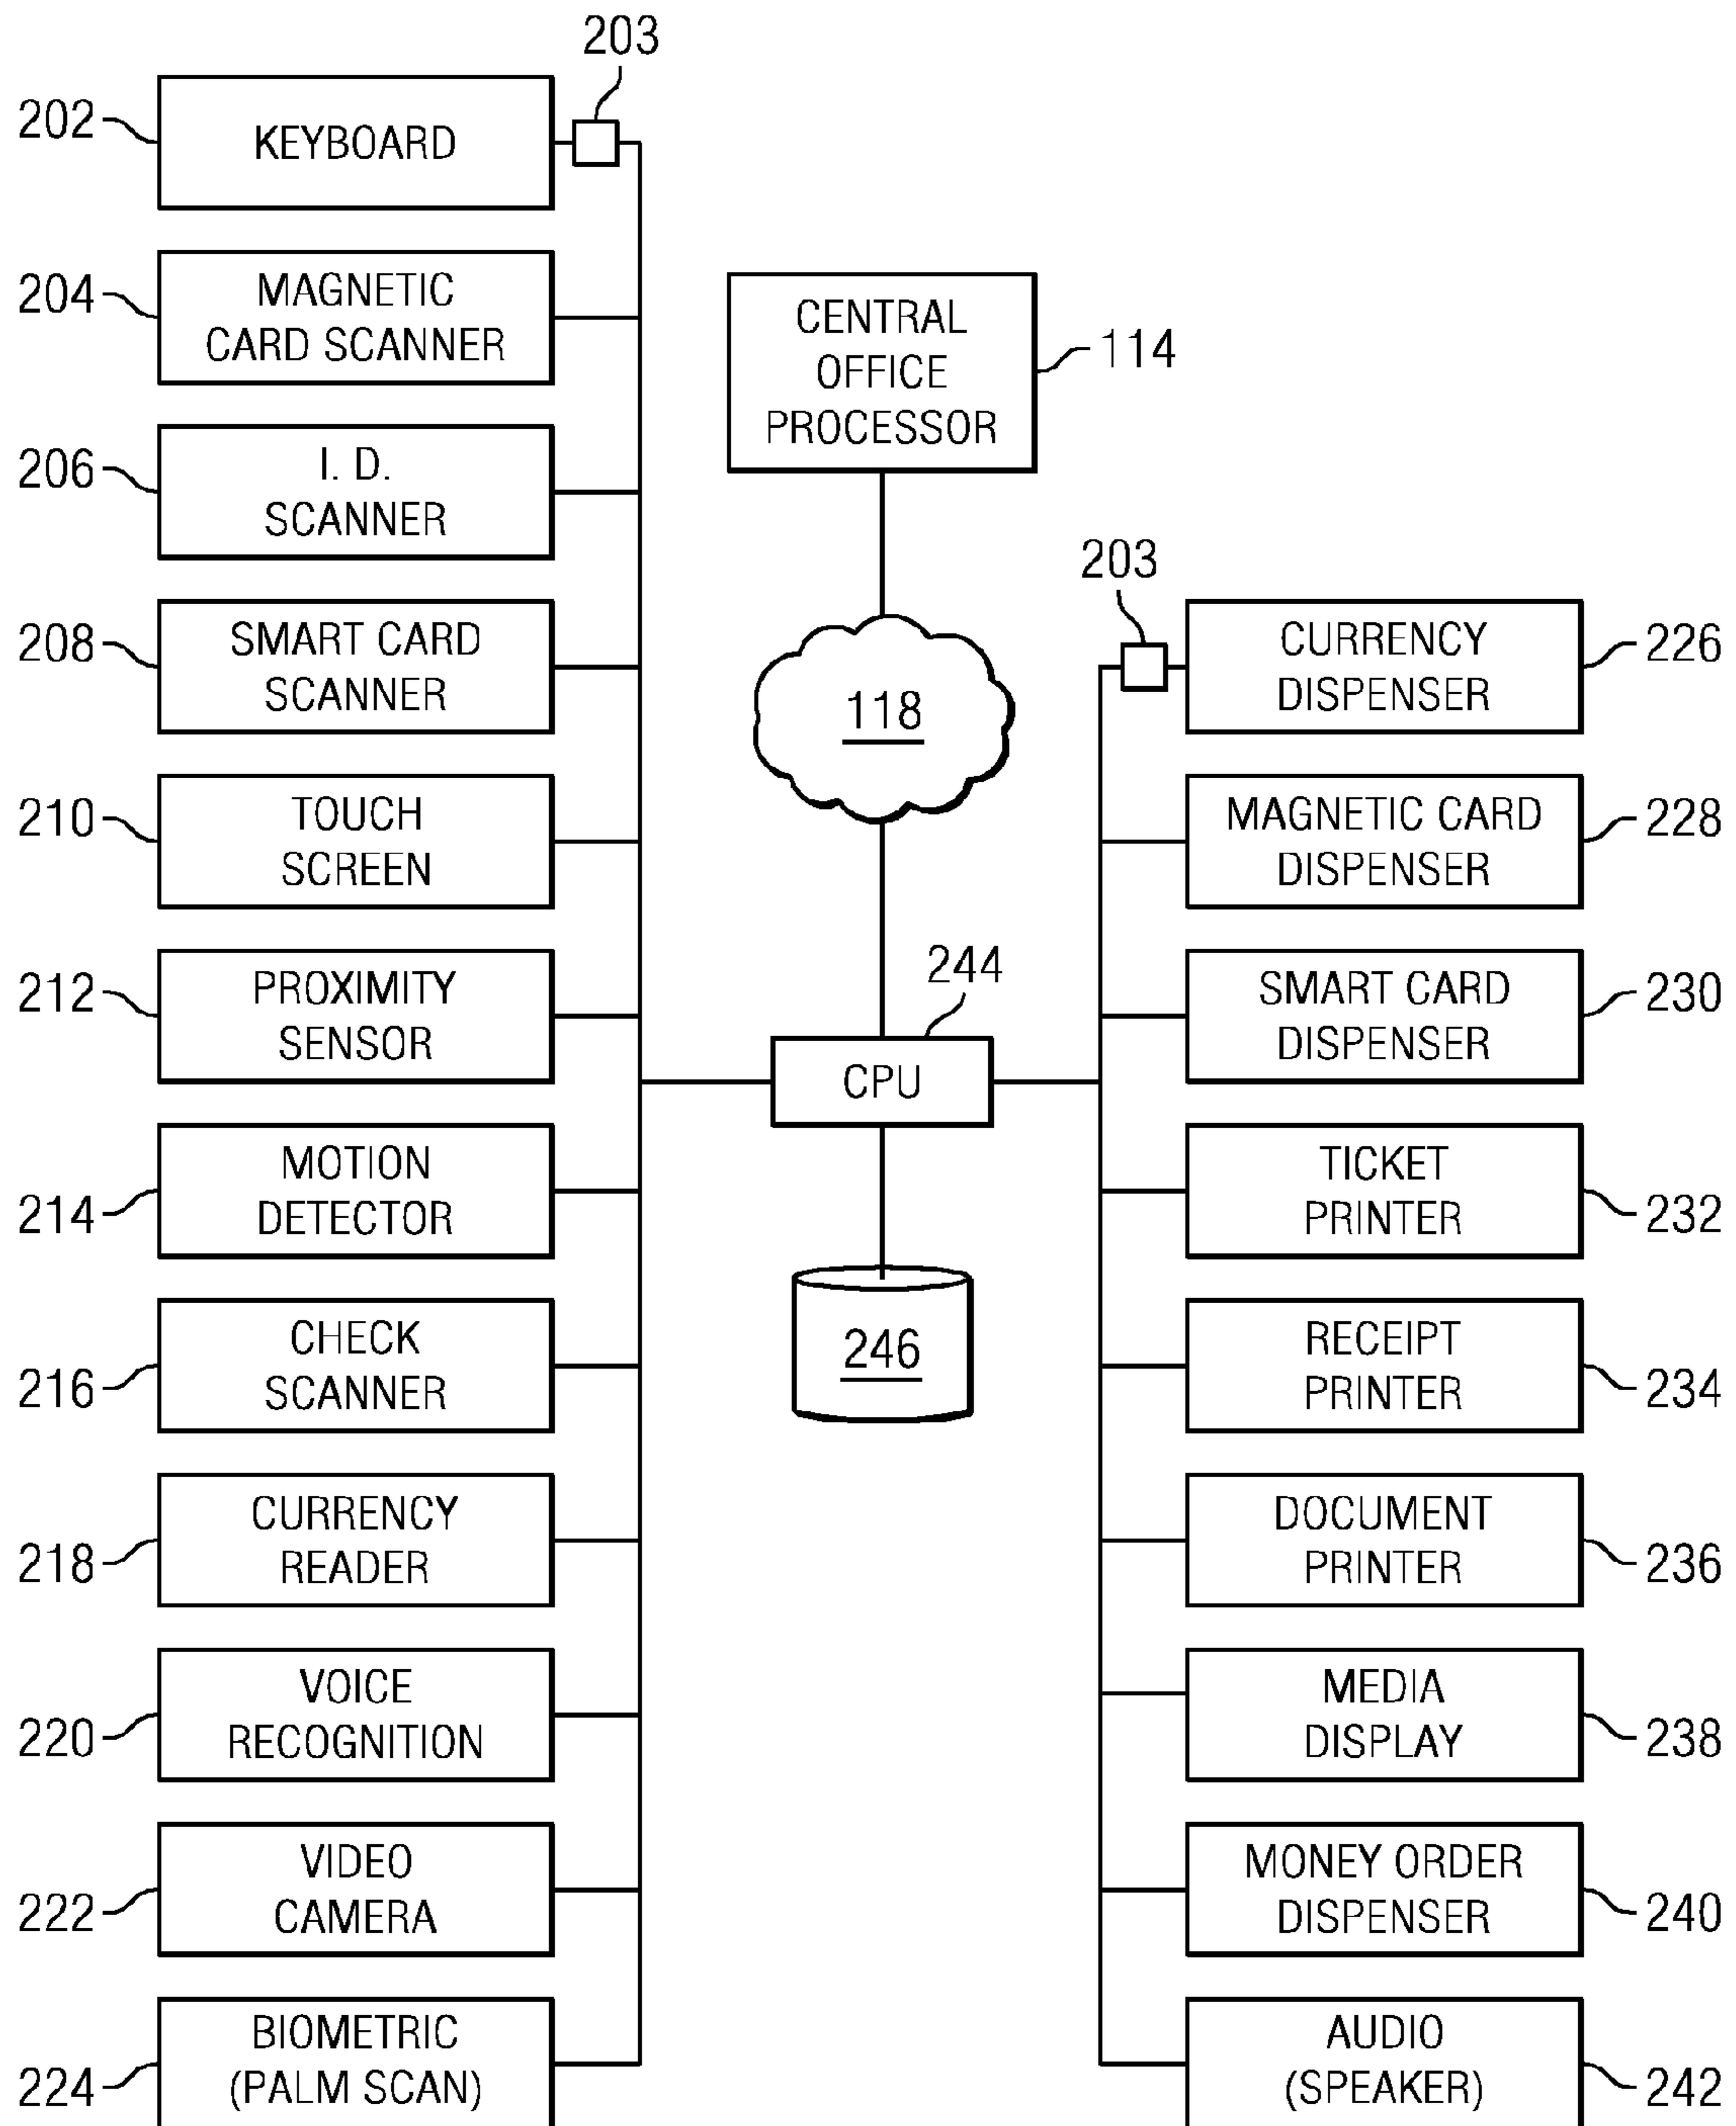 203
202
KEYBOARD
204
MAGNETIC
CARD SCANNER
206
I. D.
SCANNER
208
SMART CARD
SCANNER
210
TOUCH
SCREEN
212
PROXIMITY
SENSOR
214
MOTION
DETECTOR
216
CHECK
SCANNER
218
CURRENCY
READER
220
VOICE
RECOGNITION
222
VIDEO
CAMERA
224
BIOMETRIC
(PALM SCAN)
CENTRAL
OFFICE
PROCESSOR
114
118
244
CPU
246
203
CURRENCY
DISPENSER
226
MAGNETIC CARD
DISPENSER
228
SMART CARD
DISPENSER
230
TICKET
PRINTER
232
RECEIPT
PRINTER
234
DOCUMENT
PRINTER
236
MEDIA
DISPLAY
238
MONEY ORDER
DISPENSER
240
AUDIO
(SPEAKER)
242